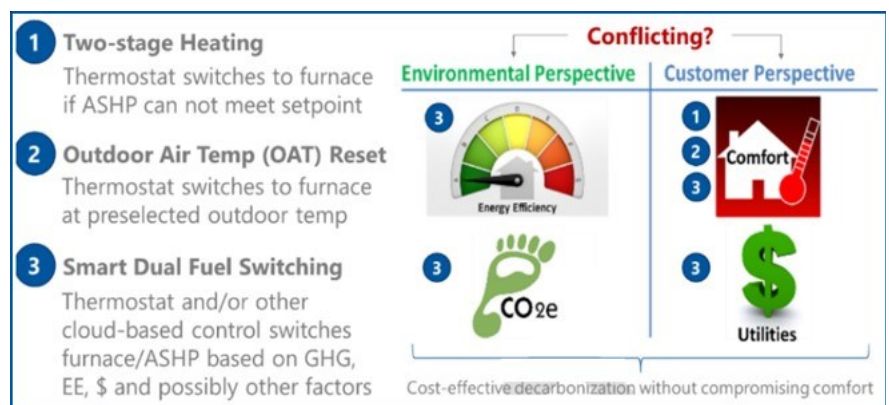 1 Two-stage Heating
Thermostat switches to furnace
if ASHP can not meet setpoint
2 Outdoor Air Temp (OAT) Reset
Thermostat switches to furnace
at preselected outdoor temp
3 Smart Dual Fuel Switching
Thermostat and/or other
cloud-based control switches
furnace/ASHP based on GHG,
EE, $ and possibly other factors
Conflicting?
Environmental Perspective
3
Energy Efficiency
3
CO2e
Customer Perspective
1
2
3
Comfort
3
$
Utilities
Cost-effective decarbonization without compromising comfort